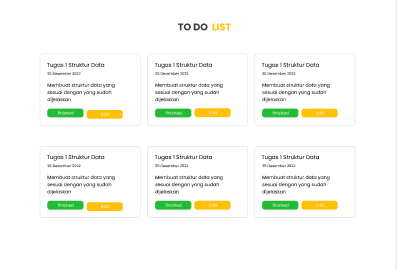 TO DO LIST
Tugas 1 Struktur Data
25 Desember 2022
Membuat struktur data yang
sesuai dengan yang sudah
dijelaskan
finished
Edit
Tugas 1 Struktur Data
25 Desember 2022
Membuat struktur data yang
sesuai dengan yang sudah
dijelaskan
finished
Edit
Tugas 1 Struktur Data
25 Desember 2022
Membuat struktur data yang
sesuai dengan yang sudah
dijelaskan
finished
Edit
Tugas 1 Struktur Data
25 Desember 2022
Membuat struktur data yang
sesuai dengan yang sudah
dijelaskan
finished
Edit
Tugas 1 Struktur Data
25 Desember 2022
Membuat struktur data yang
sesuai dengan yang sudah
dijelaskan
finished
Edit
Tugas 1 Struktur Data
25 Desember 2022
Membuat struktur data yang
sesuai dengan yang sudah
dijelaskan
finished
Edit